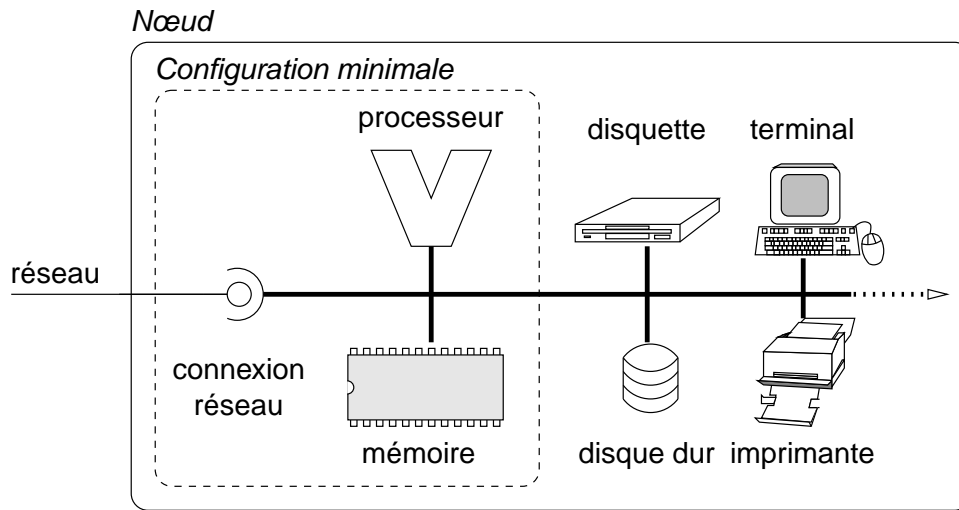 Nœud
Configuration minimale
processeur
disquette
terminal
réseau
connexion
réseau
mémoire
disque dur
imprimante